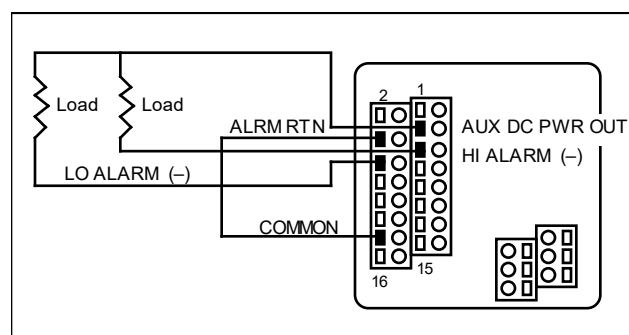 2 1
Load Load
ALRM RTN AUX DC PWR OUT
LO ALARM (–) HI ALARM (–)
COMMON
16 15